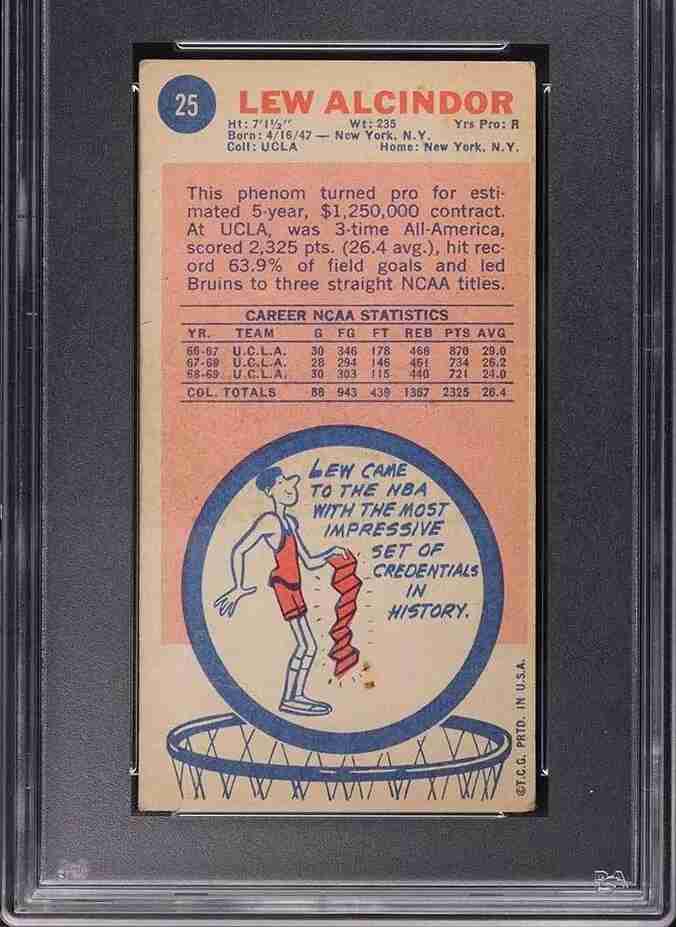 25
LEW ALCINDOR
Ht: 7'1½" Wt: 235 Yrs Pro: R
Born: 4/16/47 — New York, N.Y.
Coll: UCLA Home: New York, N.Y.
This phenom turned pro for esti-
mated 5-year, $1,250,000 contract.
At UCLA, was 3-time All-America,
scored 2,325 pts. (26.4 avg.), hit rec-
ord 63.9% of field goals and led
Bruins to three straight NCAA titles.
CAREER NCAA STATISTICS
YR. TEAM G FG FT REB PTS AVG
66-67 U.C.L.A. 30 346 178 466 870 29.0
67-68 U.C.L.A. 28 294 146 461 734 26.2
68-69 U.C.L.A. 30 303 115 440 721 24.0
COL. TOTALS 88 943 439 1367 2325 26.4
LEW CAME
TO THE NBA
WITH THE MOST
IMPRESSIVE
SET OF
CREDENTIALS
IN
HISTORY.
©T.C.G. PRTD. IN U.S.A.